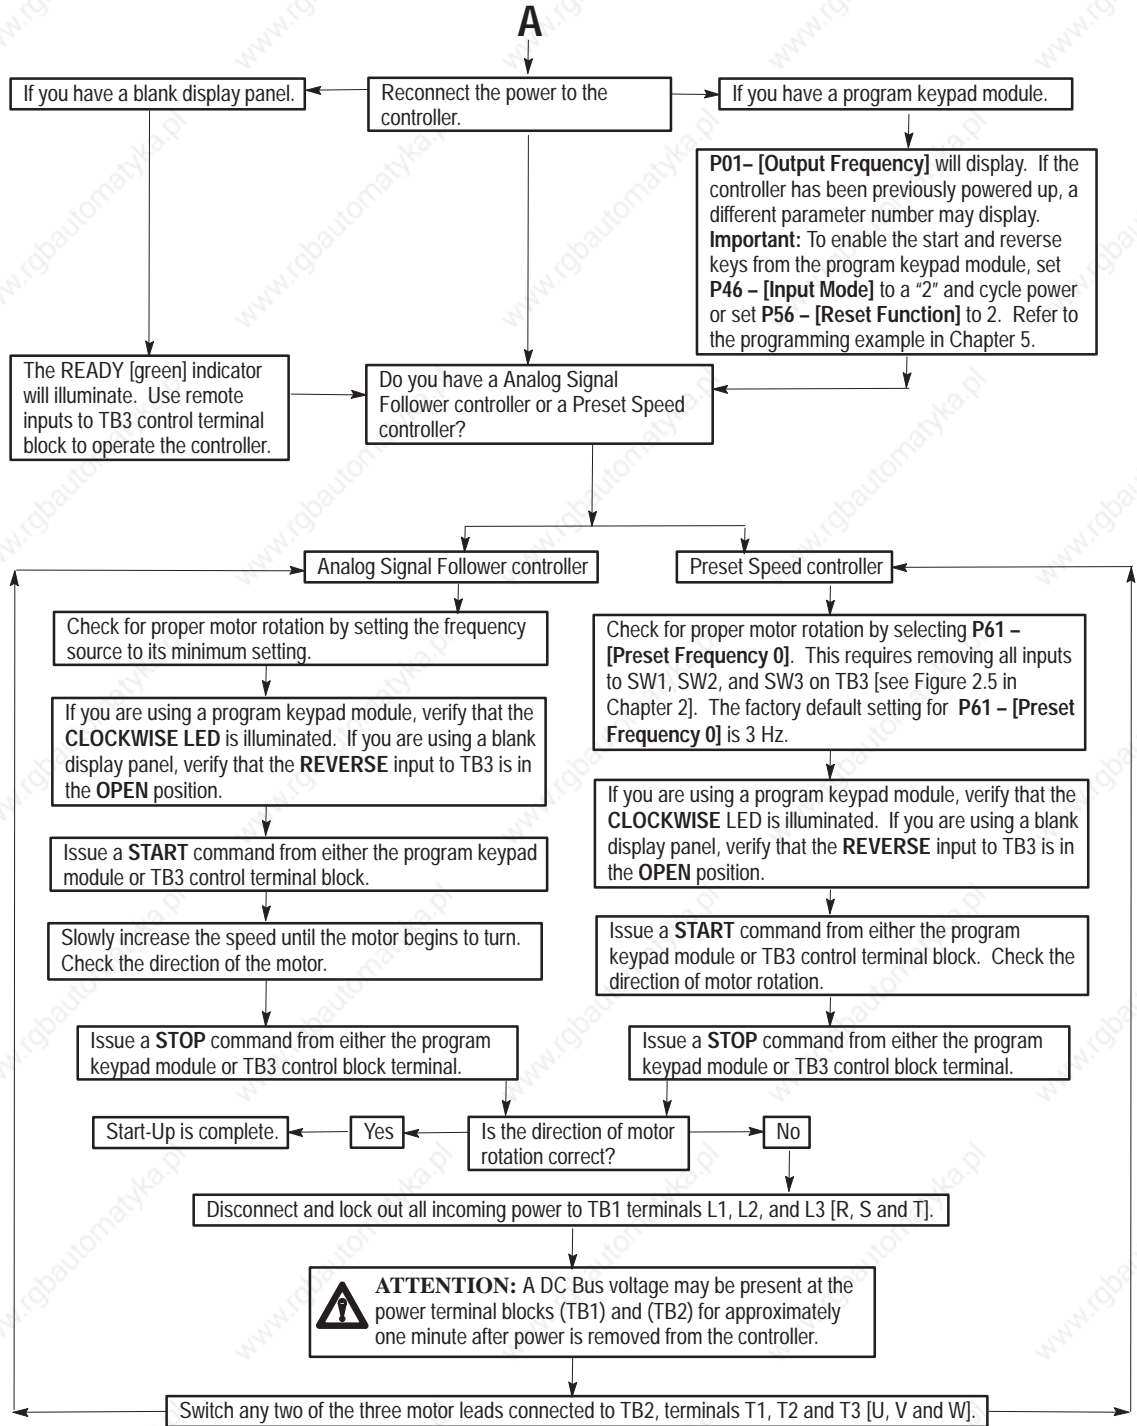 A
If you have a blank display panel.
Reconnect the power to the
controller.
If you have a program keypad module.
P01– [Output Frequency] will display. If the
controller has been previously powered up, a
different parameter number may display.
Important: To enable the start and reverse
keys from the program keypad module, set
P46 – [Input Mode] to a “2” and cycle power
or set P56 – [Reset Function] to 2. Refer to
the programming example in Chapter 5.
The READY [green] indicator
will illuminate. Use remote
inputs to TB3 control terminal
block to operate the controller.
Do you have a Analog Signal
Follower controller or a Preset Speed
controller?
Analog Signal Follower controller
Preset Speed controller
Check for proper motor rotation by setting the frequency
source to its minimum setting.
If you are using a program keypad module, verify that the
CLOCKWISE LED is illuminated. If you are using a blank
display panel, verify that the REVERSE input to TB3 is in
the OPEN position.
Issue a START command from either the program keypad
module or TB3 control terminal block.
Slowly increase the speed until the motor begins to turn.
Check the direction of the motor.
Issue a STOP command from either the program
keypad module or TB3 control block terminal.
Check for proper motor rotation by selecting P61 –
[Preset Frequency 0]. This requires removing all inputs
to SW1, SW2, and SW3 on TB3 [see Figure 2.5 in
Chapter 2]. The factory default setting for P61 – [Preset
Frequency 0] is 3 Hz.
If you are using a program keypad module, verify that the
CLOCKWISE LED is illuminated. If you are using a blank
display panel, verify that the REVERSE input to TB3 is in
the OPEN position.
Issue a START command from either the program
keypad module or TB3 control terminal block. Check the
direction of motor rotation.
Issue a STOP command from either the program
keypad module or TB3 control block terminal.
Start-Up is complete.
Yes
Is the direction of motor
rotation correct?
No
Disconnect and lock out all incoming power to TB1 terminals L1, L2, and L3 [R, S and T].
ATTENTION: A DC Bus voltage may be present at the
power terminal blocks (TB1) and (TB2) for approximately
one minute after power is removed from the controller.
Switch any two of the three motor leads connected to TB2, terminals T1, T2 and T3 [U, V and W].
www.rgbautomatyka.pl